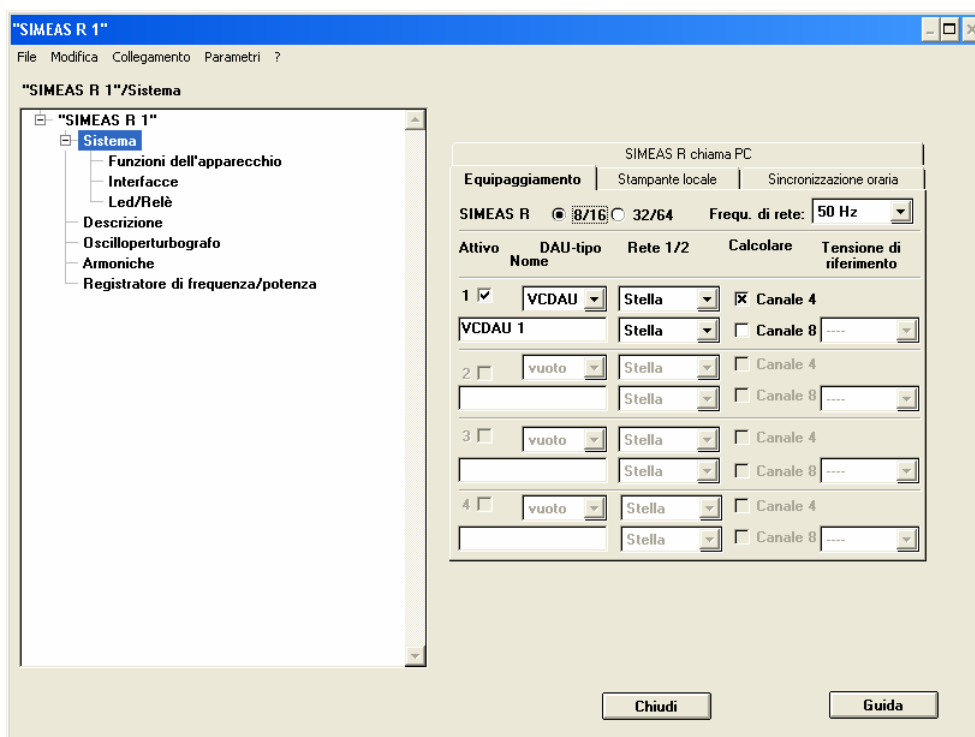 "SIMEAS R 1"
File Modifica Collegamento Parametri ?
"SIMEAS R 1"/Sistema
"SIMEAS R 1"
Sistema
Funzioni dell'apparecchio
Interfacce
Led/Relè
Descrizione
Oscilloperturbografo
Armoniche
Registratore di frequenza/potenza
SIMEAS R chiama PC
Equipaggiamento Stampante locale Sincronizzazione oraria
SIMEAS R 8/16 32/64 Frequ. di rete: 50 Hz
Attivo DAU-tipo Rete 1/2 Calcolare Tensione di
Nome riferimento
1 VCDAU Stella Canale 4
VCDAU 1 Stella Canale 8 ----
2 vuoto Stella Canale 4
Stella Canale 8 ----
3 vuoto Stella Canale 4
Stella Canale 8 ----
4 vuoto Stella Canale 4
Stella Canale 8 ----
Chiudi Guida